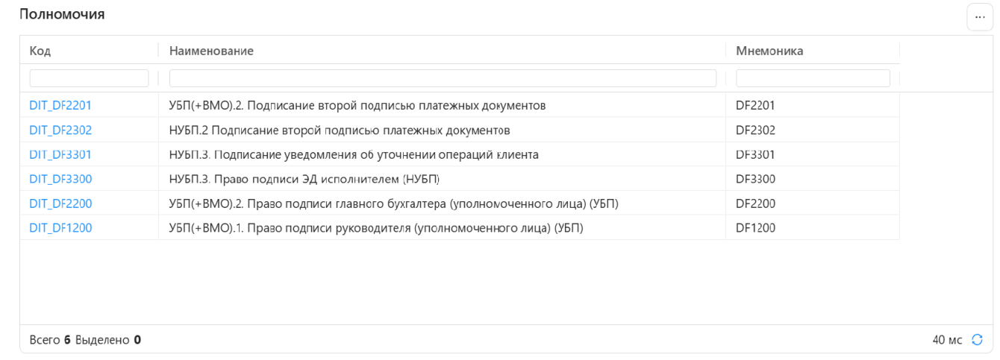 Полномочия
...
Код Наименование Мнемоника
DIT_DF2201 УБП(+ВМО).2. Подписание второй подписью платежных документов DF2201
DIT_DF2302 НУБП.2 Подписание второй подписью платежных документов DF2302
DIT_DF3301 НУБП.3. Подписание уведомления об уточнении операций клиента DF3301
DIT_DF3300 НУБП.3. Право подписи ЭД исполнителем (НУБП) DF3300
DIT_DF2200 УБП(+ВМО).2. Право подписи главного бухгалтера (уполномоченного лица) (УБП) DF2200
DIT_DF1200 УБП(+ВМО).1. Право подписи руководителя (уполномоченного лица) (УБП) DF1200
Всего 6 Выделено 0 40 мс